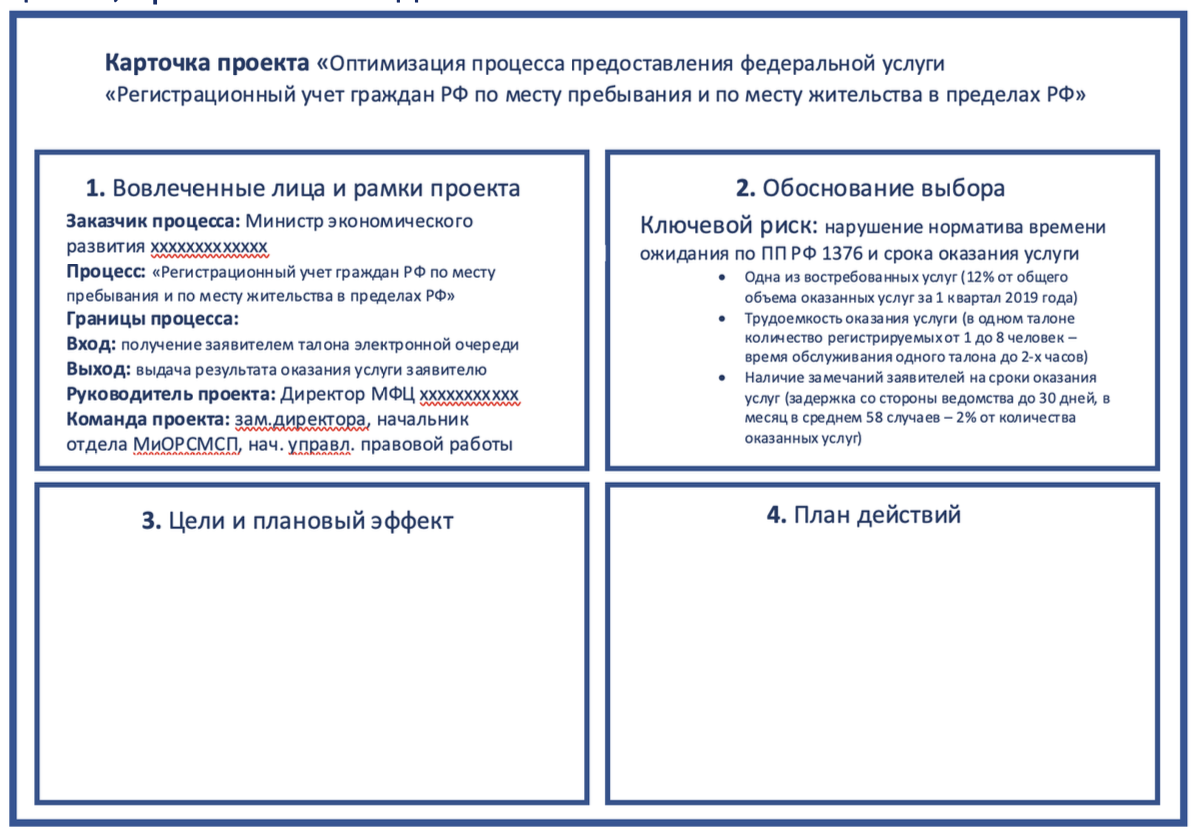 Карточка проекта «Оптимизация процесса предоставления федеральной услуги
«Регистрационный учет граждан РФ по месту пребывания и по месту жительства в пределах РФ»
1. Вовлеченные лица и рамки проекта
Заказчик процесса: Министр экономического
развития xxxxxxxxxxxxx
Процесс: «Регистрационный учет граждан РФ по месту
пребывания и по месту жительства в пределах РФ»
Границы процесса:
Вход: получение заявителем талона электронной очереди
Выход: выдача результата оказания услуги заявителю
Руководитель проекта: Директор МФЦ xxxxxxxxxxx
Команда проекта: зам.директора, начальник
отдела МиОРСМСП, нач. управл. правовой работы
2. Обоснование выбора
Ключевой риск: нарушение норматива времени
ожидания по ПП РФ 1376 и срока оказания услуги
• Одна из востребованных услуг (12% от общего
объема оказанных услуг за 1 квартал 2019 года)
• Трудоемкость оказания услуги (в одном талоне
количество регистрируемых от 1 до 8 человек –
время обслуживания одного талона до 2-х часов)
• Наличие замечаний заявителей на сроки оказания
услуг (задержка со стороны ведомства до 30 дней, в
месяц в среднем 58 случаев – 2% от количества
оказанных услуг)
3. Цели и плановый эффект
4. План действий